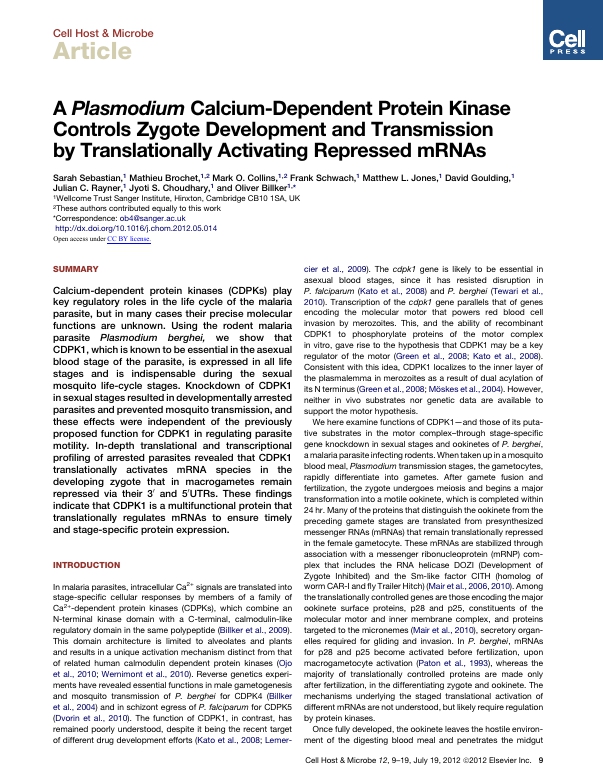 Cell Host & Microbe
Article
Cell
PRESS
A Plasmodium Calcium-Dependent Protein Kinase
Controls Zygote Development and Transmission
by Translationally Activating Repressed mRNAs
Sarah Sebastian,1 Mathieu Brochet,1,2 Mark O. Collins,1,2 Frank Schwach,1 Matthew L. Jones,1 David Goulding,1
Julian C. Rayner,1 Jyoti S. Choudhary,1 and Oliver Billker1,*
1Wellcome Trust Sanger Institute, Hinxton, Cambridge CB10 1SA, UK
2These authors contributed equally to this work
*Correspondence: ob4@sanger.ac.uk
http://dx.doi.org/10.1016/j.chom.2012.05.014
Open access under CC BY license.
SUMMARY
Calcium-dependent protein kinases (CDPKs) play
key regulatory roles in the life cycle of the malaria
parasite, but in many cases their precise molecular
functions are unknown. Using the rodent malaria
parasite Plasmodium berghei, we show that
CDPK1, which is known to be essential in the asexual
blood stage of the parasite, is expressed in all life
stages and is indispensable during the sexual
mosquito life-cycle stages. Knockdown of CDPK1
in sexual stages resulted in developmentally arrested
parasites and prevented mosquito transmission, and
these effects were independent of the previously
proposed function for CDPK1 in regulating parasite
motility. In-depth translational and transcriptional
profiling of arrested parasites revealed that CDPK1
translationally activates mRNA species in the
developing zygote that in macrogametes remain
repressed via their 3′ and 5′UTRs. These findings
indicate that CDPK1 is a multifunctional protein that
translationally regulates mRNAs to ensure timely
and stage-specific protein expression.
INTRODUCTION
In malaria parasites, intracellular Ca2+ signals are translated into
stage-specific cellular responses by members of a family of
Ca2+-dependent protein kinases (CDPKs), which combine an
N-terminal kinase domain with a C-terminal, calmodulin-like
regulatory domain in the same polypeptide (Billker et al., 2009).
This domain architecture is limited to alveolates and plants
and results in a unique activation mechanism distinct from that
of related human calmodulin dependent protein kinases (Ojo
et al., 2010; Wernimont et al., 2010). Reverse genetics experi-
ments have revealed essential functions in male gametogenesis
and mosquito transmission of P. berghei for CDPK4 (Billker
et al., 2004) and in schizont egress of P. falciparum for CDPK5
(Dvorin et al., 2010). The function of CDPK1, in contrast, has
remained poorly understood, despite it being the recent target
of different drug development efforts (Kato et al., 2008; Lemer-
cier et al., 2009). The cdpk1 gene is likely to be essential in
asexual blood stages, since it has resisted disruption in
P. falciparum (Kato et al., 2008) and P. berghei (Tewari et al.,
2010). Transcription of the cdpk1 gene parallels that of genes
encoding the molecular motor that powers red blood cell
invasion by merozoites. This, and the ability of recombinant
CDPK1 to phosphorylate proteins of the motor complex
in vitro, gave rise to the hypothesis that CDPK1 may be a key
regulator of the motor (Green et al., 2008; Kato et al., 2008).
Consistent with this idea, CDPK1 localizes to the inner layer of
the plasmalemma in merozoites as a result of dual acylation of
its N terminus (Green et al., 2008; Möskes et al., 2004). However,
neither in vivo substrates nor genetic data are available to
support the motor hypothesis.
We here examine functions of CDPK1—and those of its puta-
tive substrates in the motor complex–through stage-specific
gene knockdown in sexual stages and ookinetes of P. berghei,
a malaria parasite infecting rodents. When taken up in a mosquito
blood meal, Plasmodium transmission stages, the gametocytes,
rapidly differentiate into gametes. After gamete fusion and
fertilization, the zygote undergoes meiosis and begins a major
transformation into a motile ookinete, which is completed within
24 hr. Many of the proteins that distinguish the ookinete from the
preceding gamete stages are translated from presynthesized
messenger RNAs (mRNAs) that remain translationally repressed
in the female gametocyte. These mRNAs are stabilized through
association with a messenger ribonucleoprotein (mRNP) com-
plex that includes the RNA helicase DOZI (Development of
Zygote Inhibited) and the Sm-like factor CITH (homolog of
worm CAR-I and fly Trailer Hitch) (Mair et al., 2006, 2010). Among
the translationally controlled genes are those encoding the major
ookinete surface proteins, p28 and p25, constituents of the
molecular motor and inner membrane complex, and proteins
targeted to the micronemes (Mair et al., 2010), secretory organ-
elles required for gliding and invasion. In P. berghei, mRNAs
for p28 and p25 become activated before fertilization, upon
macrogametocyte activation (Paton et al., 1993), whereas the
majority of translationally controlled proteins are made only
after fertilization, in the differentiating zygote and ookinete. The
mechanisms underlying the staged translational activation of
different mRNAs are not understood, but likely require regulation
by protein kinases.
Once fully developed, the ookinete leaves the hostile environ-
ment of the digesting blood meal and penetrates the midgut
Cell Host & Microbe 12, 9–19, July 19, 2012 ©2012 Elsevier Inc. 9